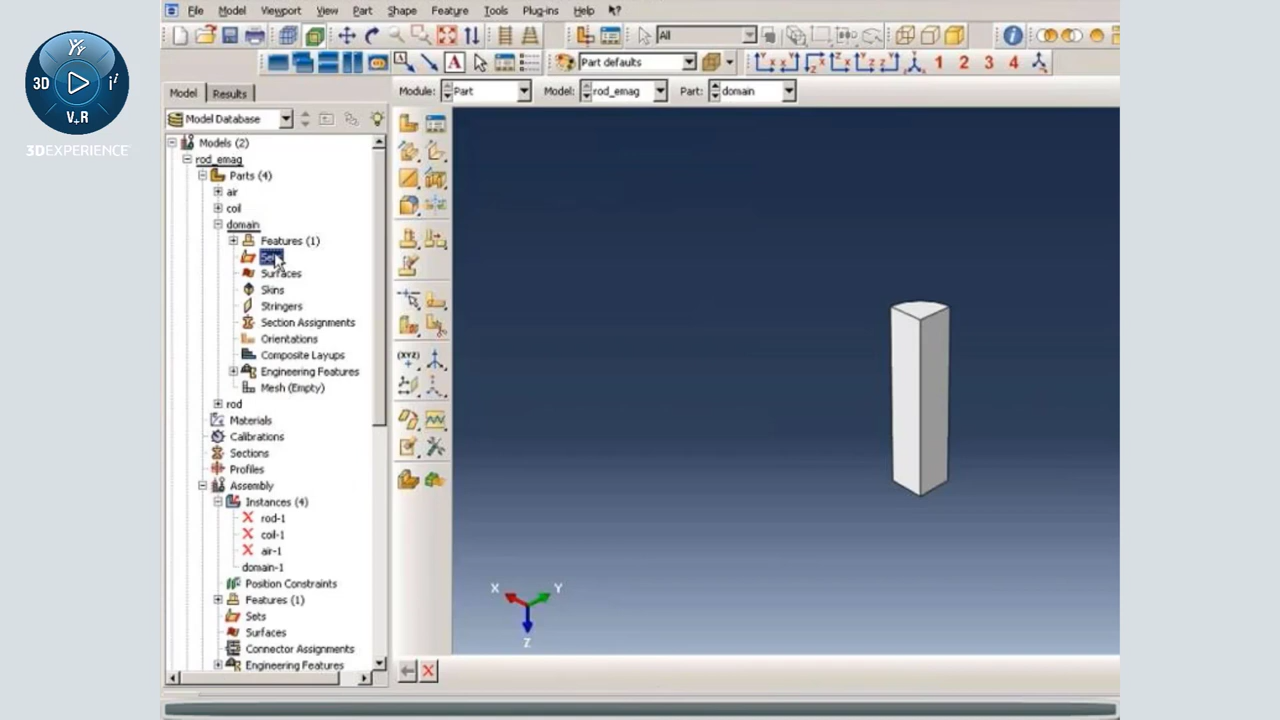 File Model Viewport View Part Shape Feature Tools Plug-ins Help
All
A Part defaults 1 2 3 4
3D
V+R
3DEXPERIENCE
Model Results
Module: Part Model: rod_emag Part: domain
Model Database
Models (2)
rod_emag
Parts (4)
air
coil
domain
Features (1)
Surfaces
Skins
Stringers
Section Assignments
Orientations
Composite Layups
Engineering Features
Mesh (Empty)
rod
Materials
Calibrations
Sections
Profiles
Assembly
Instances (4)
rod-1
coil-1
air-1
domain-1
Position Constraints
Features (1)
Sets
Surfaces
Connector Assignments
Engineering Features
(XYZ)
X Y
Z